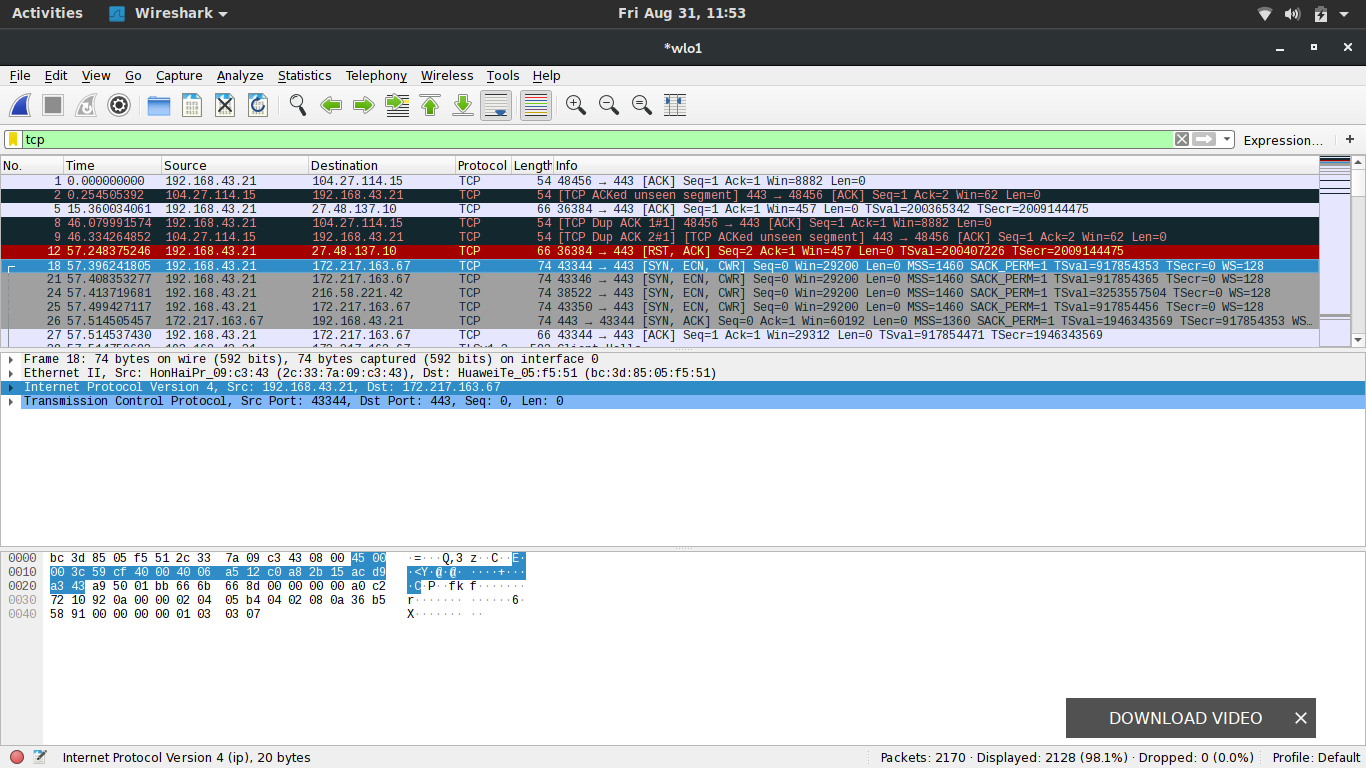 Activities Wireshark Fri Aug 31, 11:53
*wlo1
File Edit View Go Capture Analyze Statistics Telephony Wireless Tools Help
tcp Expression… +
No. Time Source Destination Protocol Length Info
1 0.000000000 192.168.43.21 104.27.114.15 TCP 54 48456 → 443 [ACK] Seq=1 Ack=1 Win=8882 Len=0
2 0.254505392 104.27.114.15 192.168.43.21 TCP 54 [TCP ACKed unseen segment] 443 → 48456 [ACK] Seq=1 Ack=2 Win=62 Len=0
5 15.360034061 192.168.43.21 27.48.137.10 TCP 66 36384 → 443 [ACK] Seq=1 Ack=1 Win=457 Len=0 TSval=200365342 TSecr=2009144475
8 46.079991574 192.168.43.21 104.27.114.15 TCP 54 [TCP Dup ACK 1#1] 48456 → 443 [ACK] Seq=1 Ack=1 Win=8882 Len=0
9 46.334264852 104.27.114.15 192.168.43.21 TCP 54 [TCP Dup ACK 2#1] [TCP ACKed unseen segment] 443 → 48456 [ACK] Seq=1 Ack=2 Win=62 Len=0
12 57.248375246 192.168.43.21 27.48.137.10 TCP 66 36384 → 443 [RST, ACK] Seq=2 Ack=1 Win=457 Len=0 TSval=200407226 TSecr=2009144475
18 57.396241805 192.168.43.21 172.217.163.67 TCP 74 43344 → 443 [SYN, ECN, CWR] Seq=0 Win=29200 Len=0 MSS=1460 SACK_PERM=1 TSval=917854353 TSecr=0 WS=128
21 57.408353277 192.168.43.21 172.217.163.67 TCP 74 43346 → 443 [SYN, ECN, CWR] Seq=0 Win=29200 Len=0 MSS=1460 SACK_PERM=1 TSval=917854365 TSecr=0 WS=128
24 57.413719681 192.168.43.21 216.58.221.42 TCP 74 38522 → 443 [SYN, ECN, CWR] Seq=0 Win=29200 Len=0 MSS=1460 SACK_PERM=1 TSval=3253557504 TSecr=0 WS=128
25 57.499427117 192.168.43.21 172.217.163.67 TCP 74 43350 → 443 [SYN, ECN, CWR] Seq=0 Win=29200 Len=0 MSS=1460 SACK_PERM=1 TSval=917854456 TSecr=0 WS=128
26 57.514505457 172.217.163.67 192.168.43.21 TCP 74 443 → 43344 [SYN, ACK] Seq=0 Ack=1 Win=60192 Len=0 MSS=1360 SACK_PERM=1 TSval=1946343569 TSecr=917854353 WS…
27 57.514537430 192.168.43.21 172.217.163.67 TCP 66 43344 → 443 [ACK] Seq=1 Ack=1 Win=29312 Len=0 TSval=917854471 TSecr=1946343569
Frame 18: 74 bytes on wire (592 bits), 74 bytes captured (592 bits) on interface 0
Ethernet II, Src: HonHaiPr_09:c3:43 (2c:33:7a:09:c3:43), Dst: HuaweiTe_05:f5:51 (bc:3d:85:05:f5:51)
Internet Protocol Version 4, Src: 192.168.43.21, Dst: 172.217.163.67
Transmission Control Protocol, Src Port: 43344, Dst Port: 443, Seq: 0, Len: 0
0000 bc 3d 85 05 f5 51 2c 33 7a 09 c3 43 08 00 45 00 ·=···Q,3 z··C··E·
0010 00 3c 59 cf 40 00 40 06 a5 12 c0 a8 2b 15 ac d9 ·<Y·@·@· ····+···
0020 a3 43 a9 50 01 bb 66 6b 66 8d 00 00 00 00 a0 c2 ·C·P··fk f·······
0030 72 10 92 0a 00 00 02 04 05 b4 04 02 08 0a 36 b5 r······· ······6·
0040 58 91 00 00 00 00 01 03 03 07 X······· ··
DOWNLOAD VIDEO ×
Internet Protocol Version 4 (ip), 20 bytes Packets: 2170 · Displayed: 2128 (98.1%) · Dropped: 0 (0.0%) Profile: Default